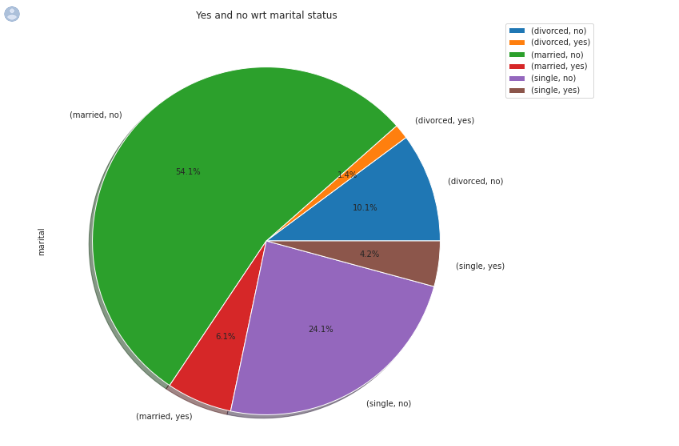 Yes and no wrt marital status
(divorced, no)
(divorced, yes)
(married, no)
(married, yes)
(single, no)
(single, yes)
(married, no)
(divorced, yes)
54.1%
1.4%
(divorced, no)
10.1%
marital
4.2%
(single, yes)
24.1%
6.1%
(single, no)
(married, yes)